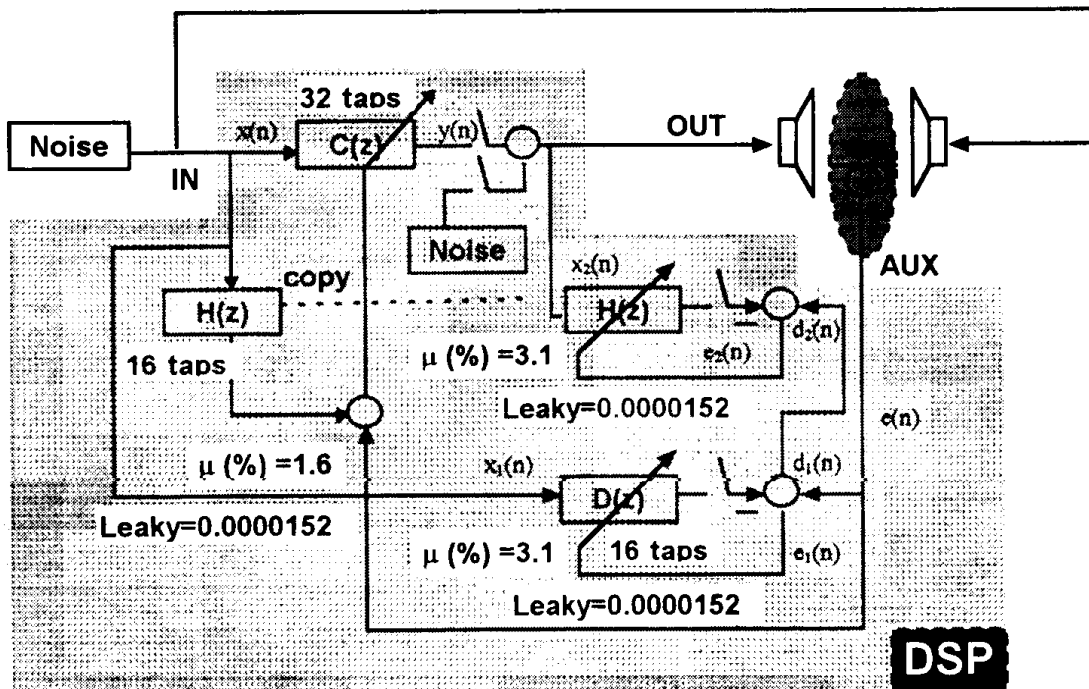 32 taps
Noise
x(n)
C(z)
y(n)
OUT
IN
Noise
AUX
copy
x₂(n)
H(z)
H(z)
d₂(n)
16 taps
μ (%) =3.1
e₂(n)
Leaky=0.0000152
e(n)
μ (%) =1.6
x₁(n)
d₁(n)
D(z)
Leaky=0.0000152
μ (%) =3.1
16 taps
e₁(n)
Leaky=0.0000152
DSP